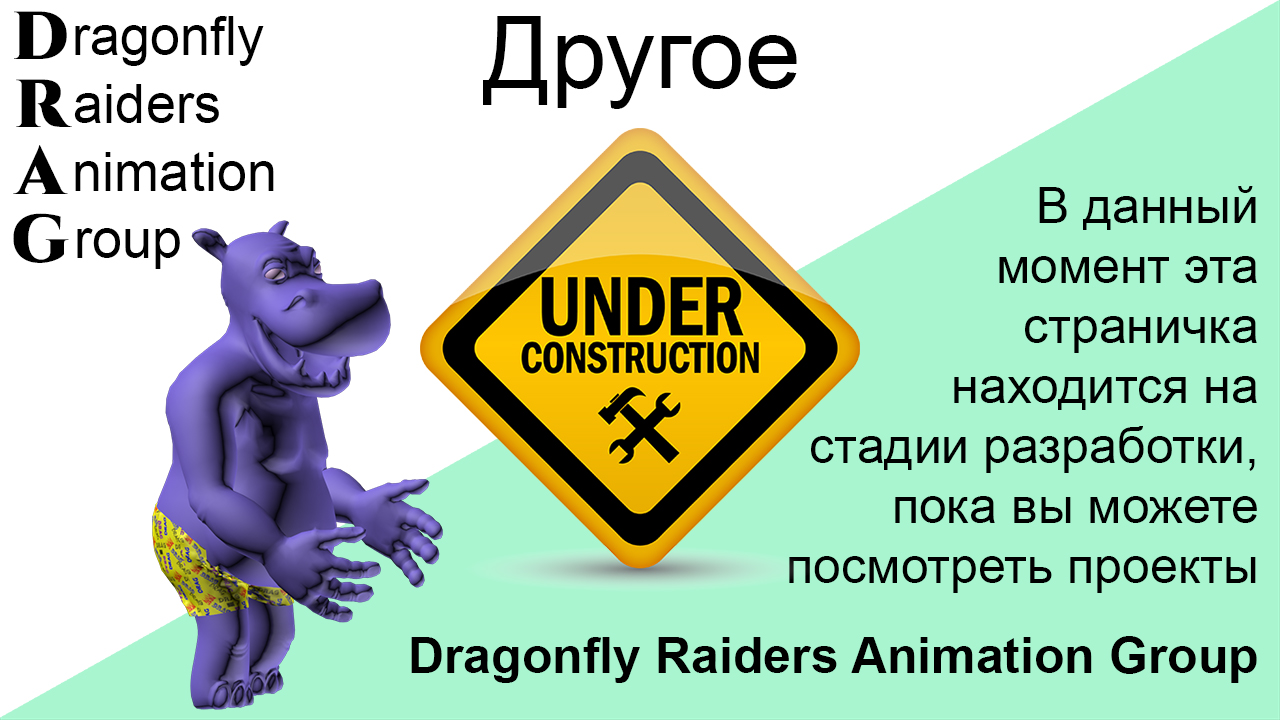 Dragonfly
Raiders
Animation
Group
Другое
UNDER
CONSTRUCTION
В данный
момент эта
страничка
находится на
стадии разработки,
пока вы можете
посмотреть проекты
Dragonfly Raiders Animation Group